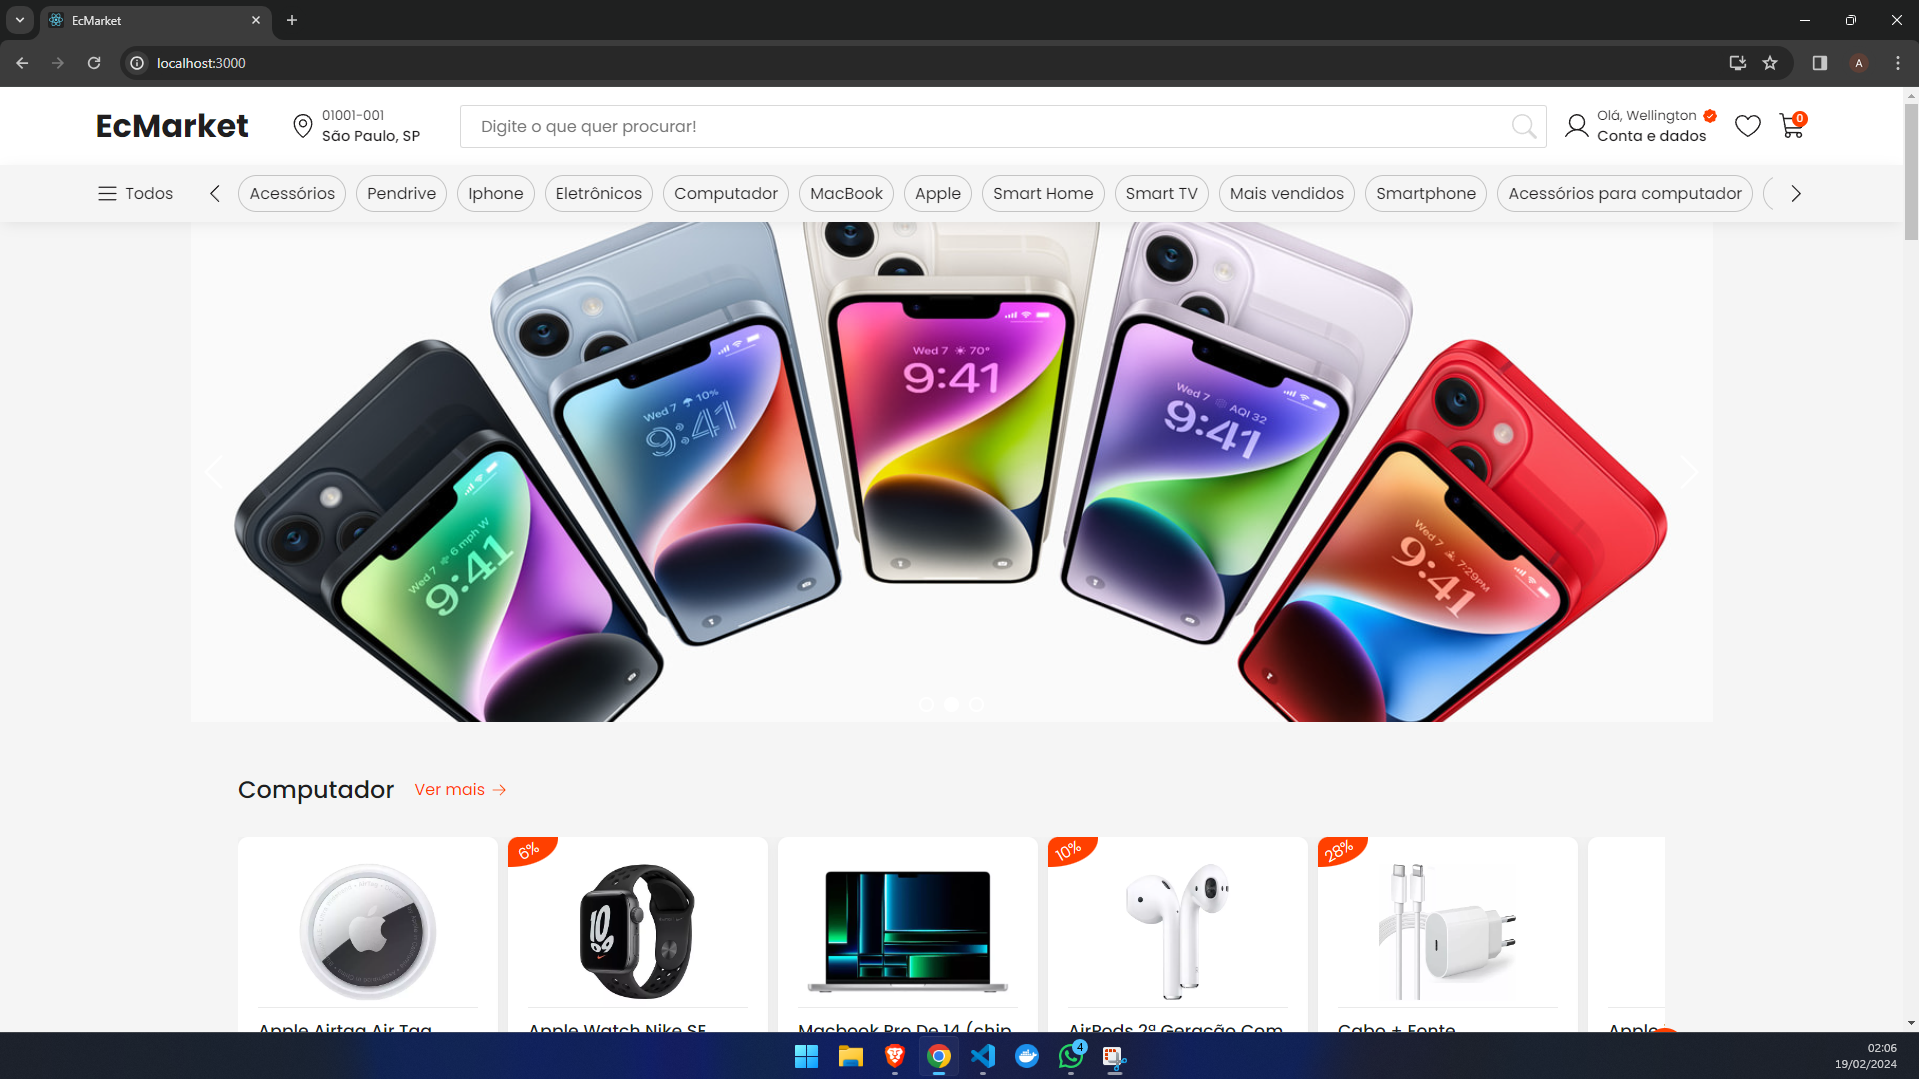 EcMarket
localhost:3000
A
EcMarket
01001-001
São Paulo, SP
Digite o que quer procurar!
Olá, Wellington
Conta e dados
0
Todos
Acessórios
Pendrive
Iphone
Eletrônicos
Computador
MacBook
Apple
Smart Home
Smart TV
Mais vendidos
Smartphone
Acessórios para computador
Wed 7 6 mph W
9:41
Wed 7 10%
9:41
Wed 7 70°
9:41
Wed 7 AQI 32
9:41
Wed 7 7:29PM
9:41
Computador
Ver mais
6%
10%
28%
10
09
Apple Airtag Air Tag
Apple Watch Nike SE
Macbook Pro De 14 (chip
AirPods 2ª Geração Com
Cabo + Fonte
Apple
4
02:06
19/02/2024